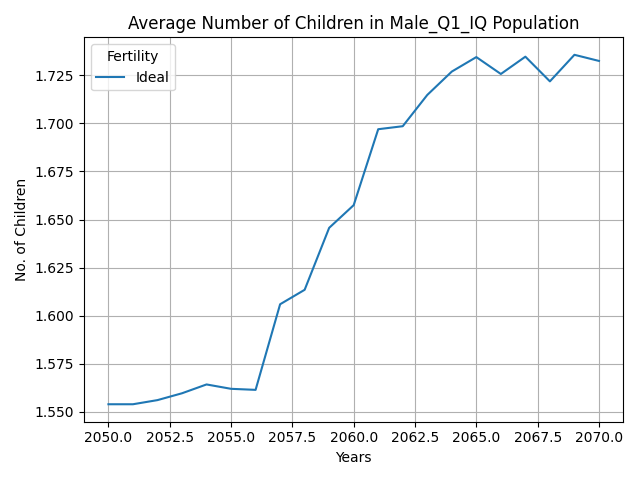 Average Number of Children in Male_Q1_IQ Population
Fertility
Ideal
No. of Children
1.725
1.700
1.675
1.650
1.625
1.600
1.575
1.550
2050.0 2052.5 2055.0 2057.5 2060.0 2062.5 2065.0 2067.5 2070.0
Years